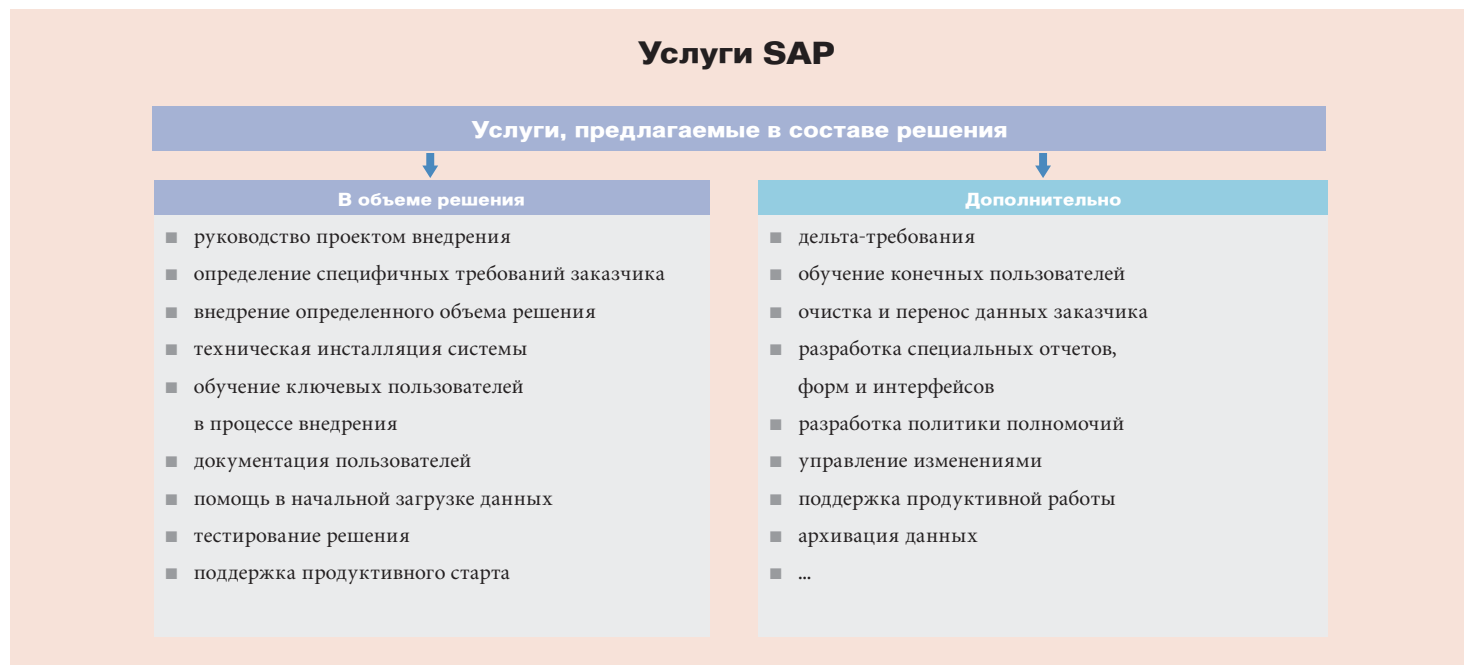 Услуги SAP
Услуги, предлагаемые в составе решения
В объеме решения
руководство проектом внедрения
определение специфичных требований заказчика
внедрение определенного объема решения
техническая инсталляция системы
обучение ключевых пользователей
в процессе внедрения
документация пользователей
помощь в начальной загрузке данных
тестирование решения
поддержка продуктивного старта
Дополнительно
дельта-требования
обучение конечных пользователей
очистка и перенос данных заказчика
разработка специальных отчетов,
форм и интерфейсов
разработка политики полномочий
управление изменениями
поддержка продуктивной работы
архивация данных
...